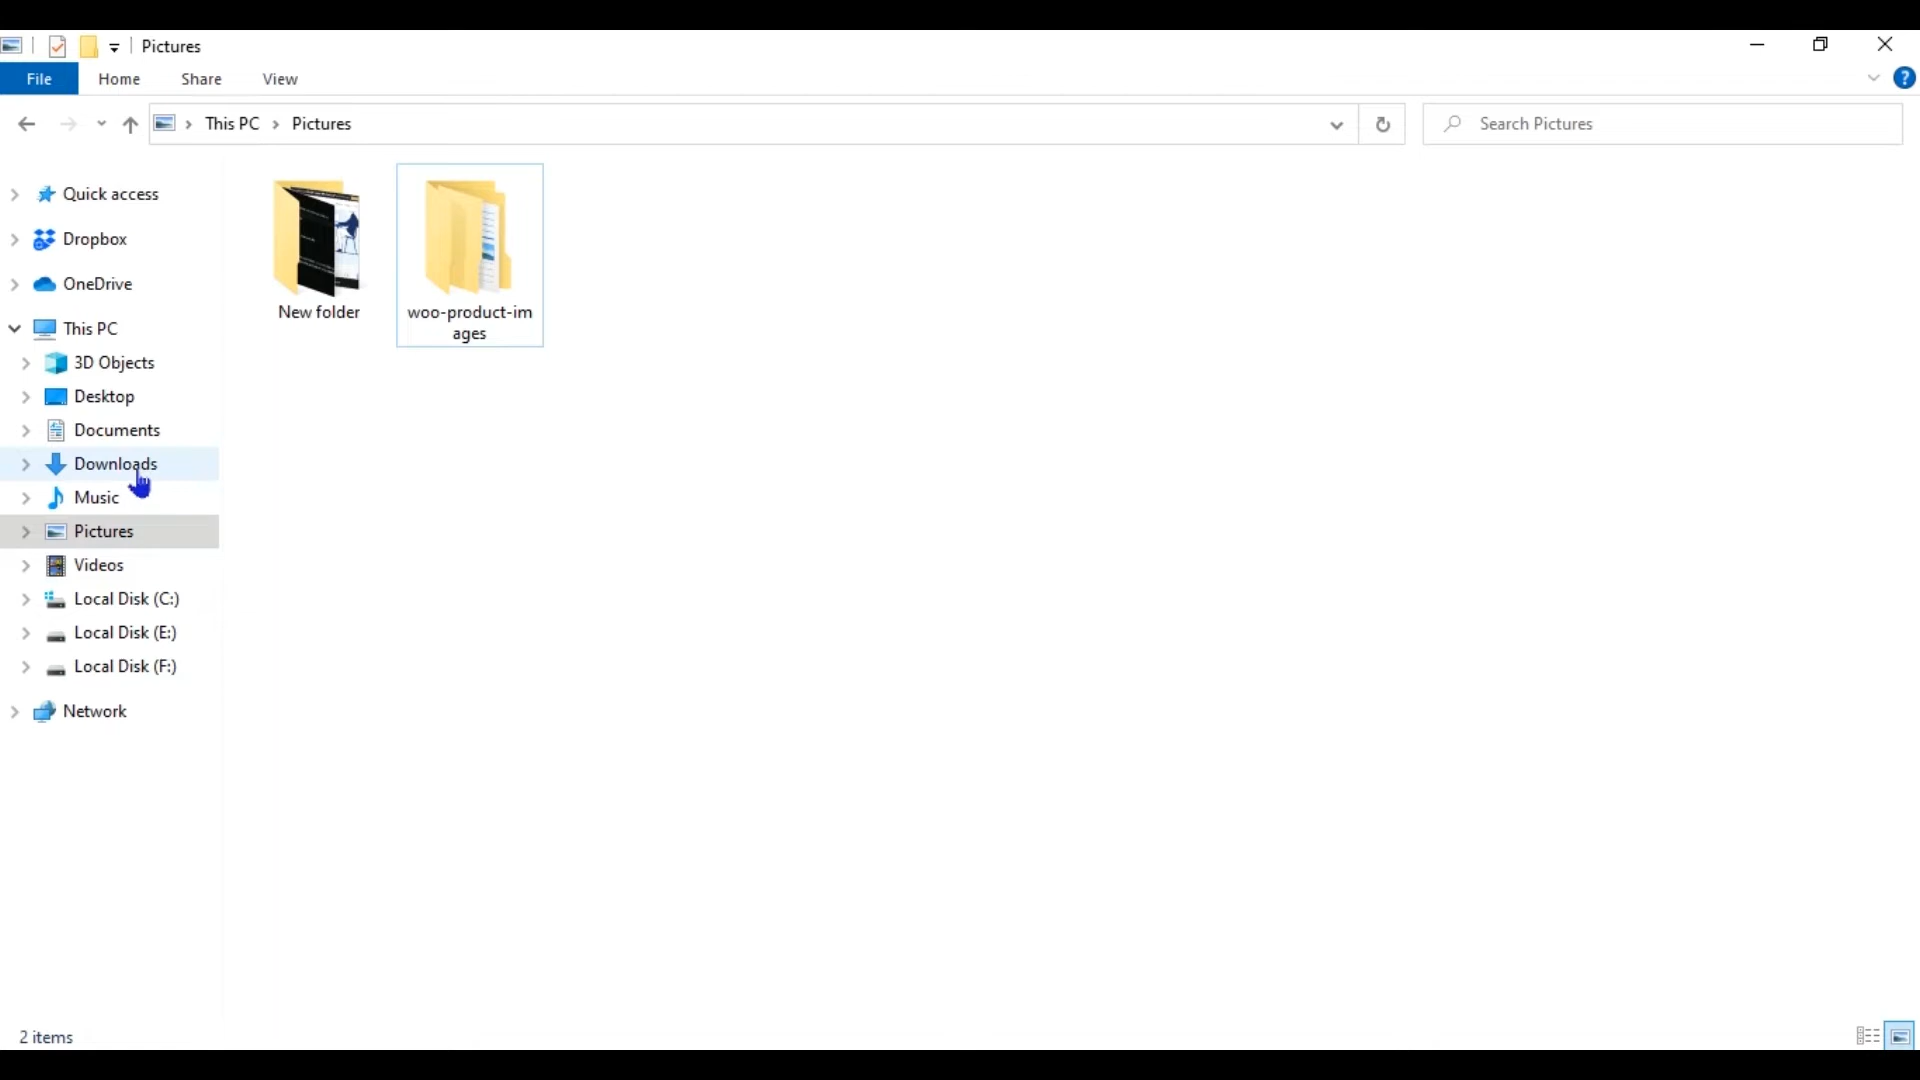 Pictures
File Home Share View
?
This PC Pictures
Search Pictures
Quick access
Dropbox
OneDrive
This PC
3D Objects
Desktop
Documents
Downloads
Music
Pictures
Videos
Local Disk (C:)
Local Disk (E:)
Local Disk (F:)
Network
New folder
woo-product-im
ages
2 items